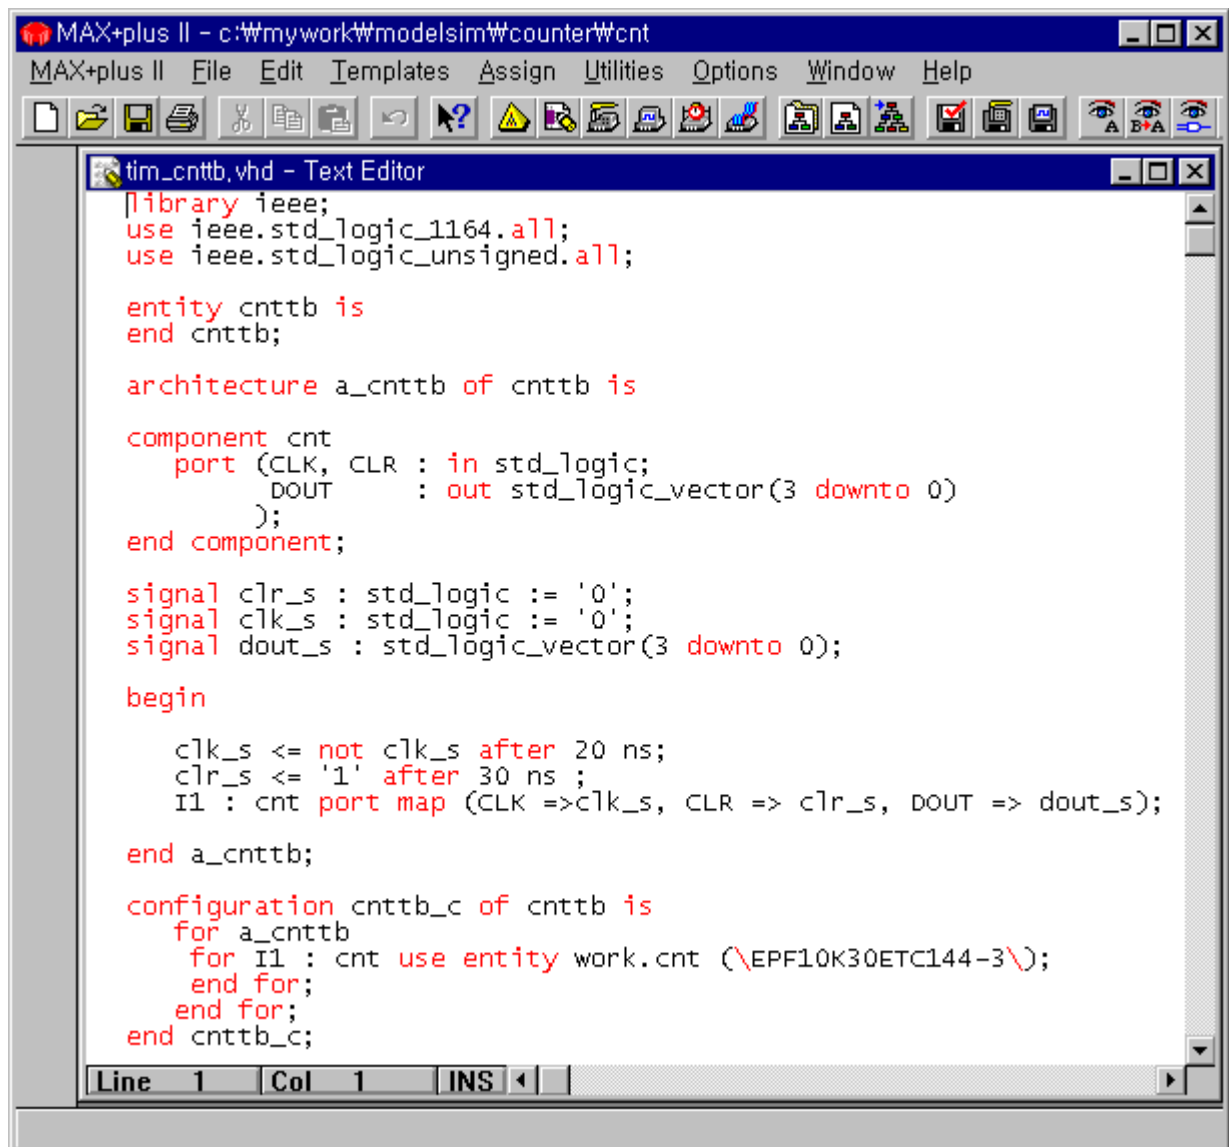 MAX+plus II - c:₩mywork₩modelsim₩counter₩cnt
MAX+plus II File Edit Templates Assign Utilities Options Window Help
A B→A
tim_cnttb.vhd - Text Editor
library ieee;
use ieee.std_logic_1164.all;
use ieee.std_logic_unsigned.all;
entity cnttb is
end cnttb;
architecture a_cnttb of cnttb is
component cnt
port (CLK, CLR : in std_logic;
DOUT : out std_logic_vector(3 downto 0)
);
end component;
signal clr_s : std_logic := '0';
signal clk_s : std_logic := '0';
signal dout_s : std_logic_vector(3 downto 0);
begin
clk_s <= not clk_s after 20 ns;
clr_s <= '1' after 30 ns ;
I1 : cnt port map (CLK =>clk_s, CLR => clr_s, DOUT => dout_s);
end a_cnttb;
configuration cnttb_c of cnttb is
for a_cnttb
for I1 : cnt use entity work.cnt (\EPF10K30ETC144-3\);
end for;
end for;
end cnttb_c;
Line 1 Col 1 INS